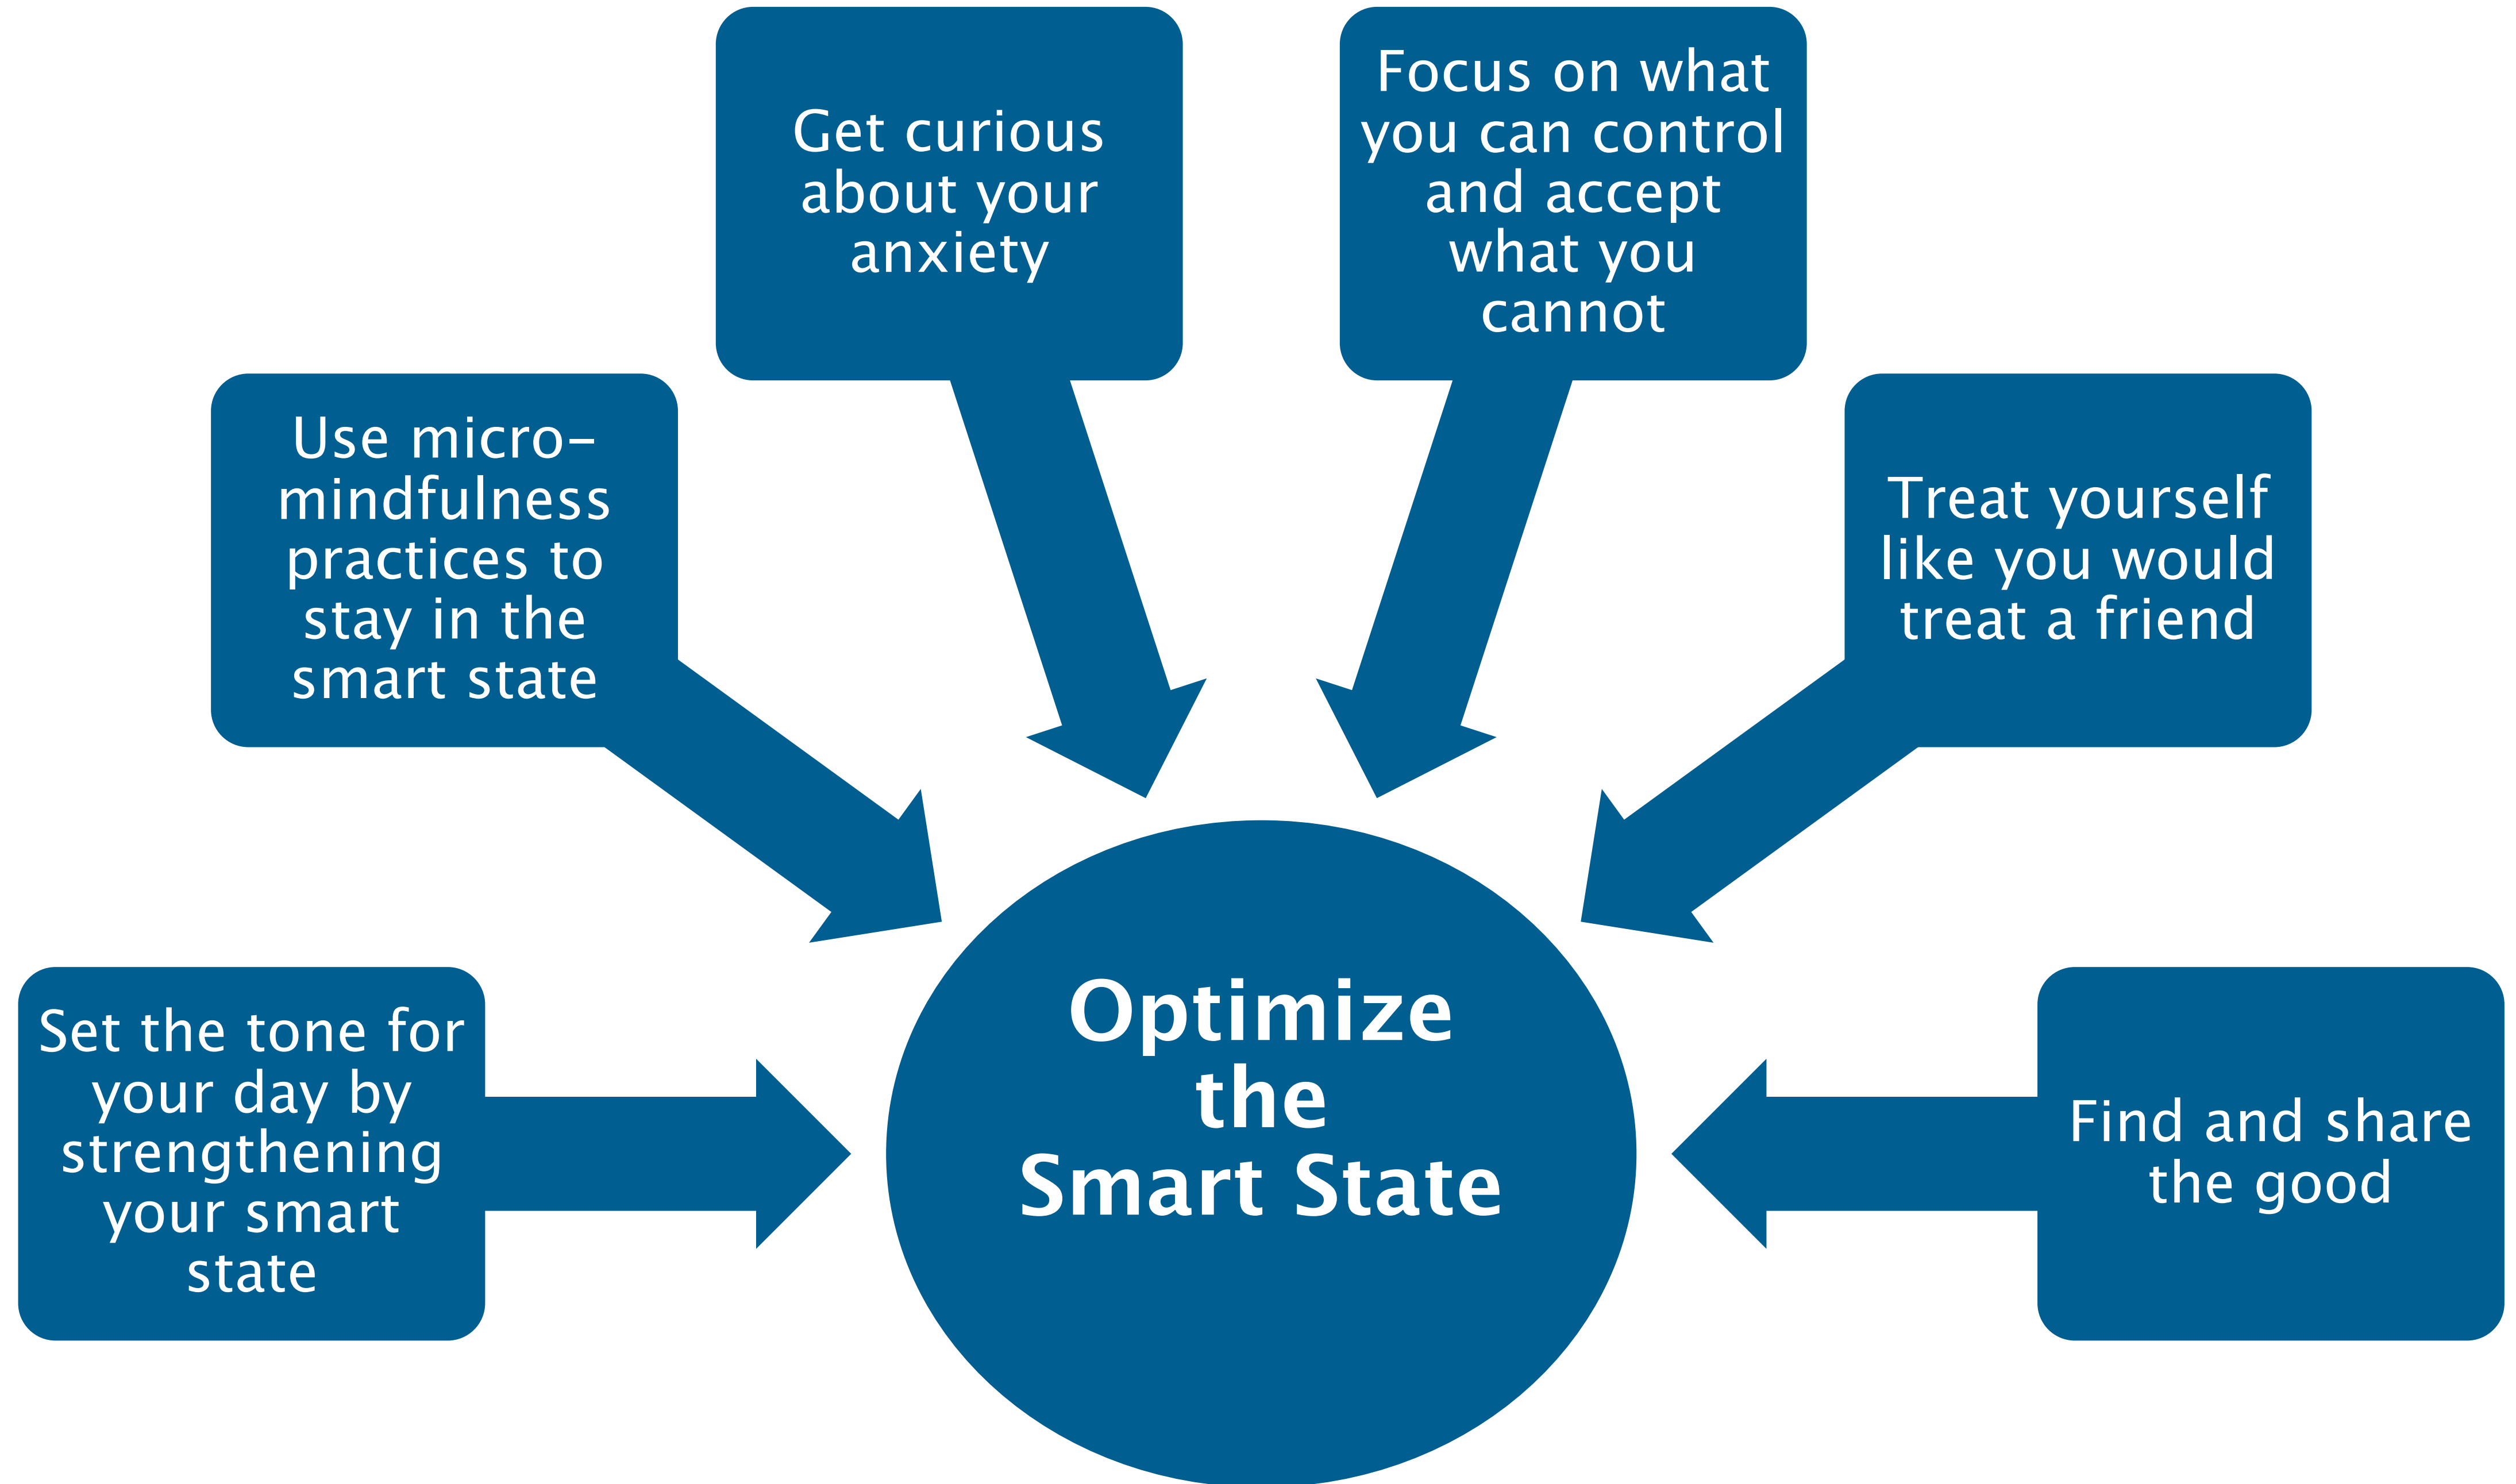 Get curious
about your
anxiety
Focus on what
you can control
and accept
what you
cannot
Use micro-
mindfulness
practices to
stay in the
smart state
Treat yourself
like you would
treat a friend
Set the tone for
your day by
strengthening
your smart
state
Optimize
the
Smart State
Find and share
the good